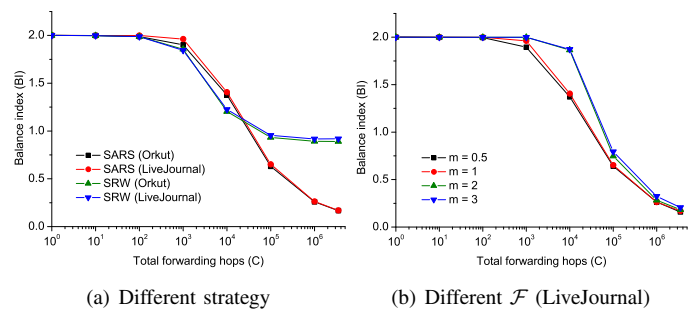 2.0
1.5
1.0
0.5
0.0
Balance index (BI)
SARS (Orkut)
SARS (LiveJournal)
SRW (Orkut)
SRW (LiveJournal)
10^0 10^1 10^2 10^3 10^4 10^5 10^6
Total forwarding hops (C)
(a) Different strategy
2.0
1.5
1.0
0.5
0.0
Balance index (BI)
m = 0.5
m = 1
m = 2
m = 3
10^0 10^1 10^2 10^3 10^4 10^5 10^6
Total forwarding hops (C)
(b) Different ℱ (LiveJournal)